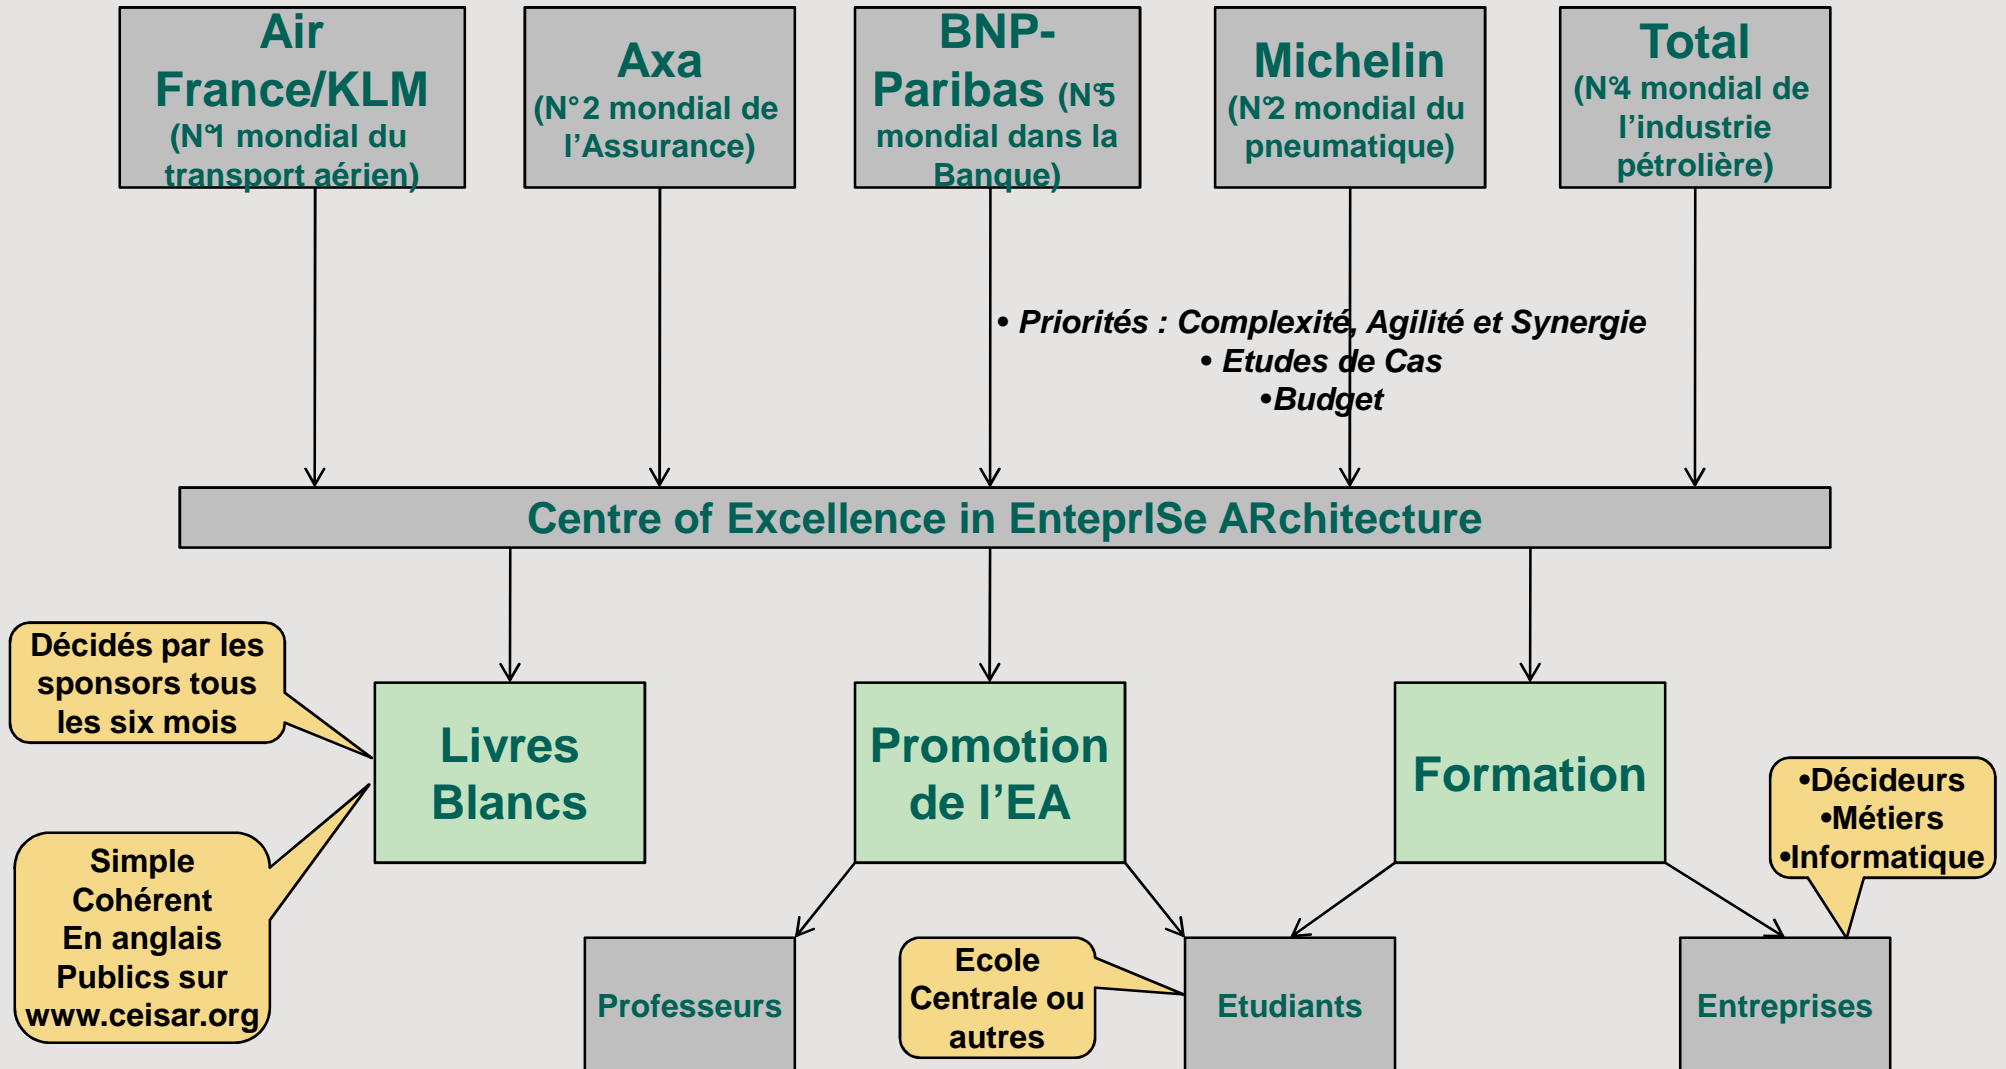 Air
France/KLM
(N°1 mondial du
transport aérien)
Axa
(N° 2 mondial de
l’Assurance)
BNP-
Paribas (N°5
mondial dans la
Banque)
Michelin
(N°2 mondial du
pneumatique)
Total
(N°4 mondial de
l’industrie
pétrolière)
• Priorités : Complexité, Agilité et Synergie
• Etudes de Cas
•Budget
Centre of Excellence in EnteprISe ARchitecture
Décidés par les
sponsors tous
les six mois
Livres
Blancs
Promotion
de l’EA
Formation
•Décideurs
•Métiers
•Informatique
Simple
Cohérent
En anglais
Publics sur
www.ceisar.org
Professeurs
Ecole
Centrale ou
autres
Etudiants
Entreprises